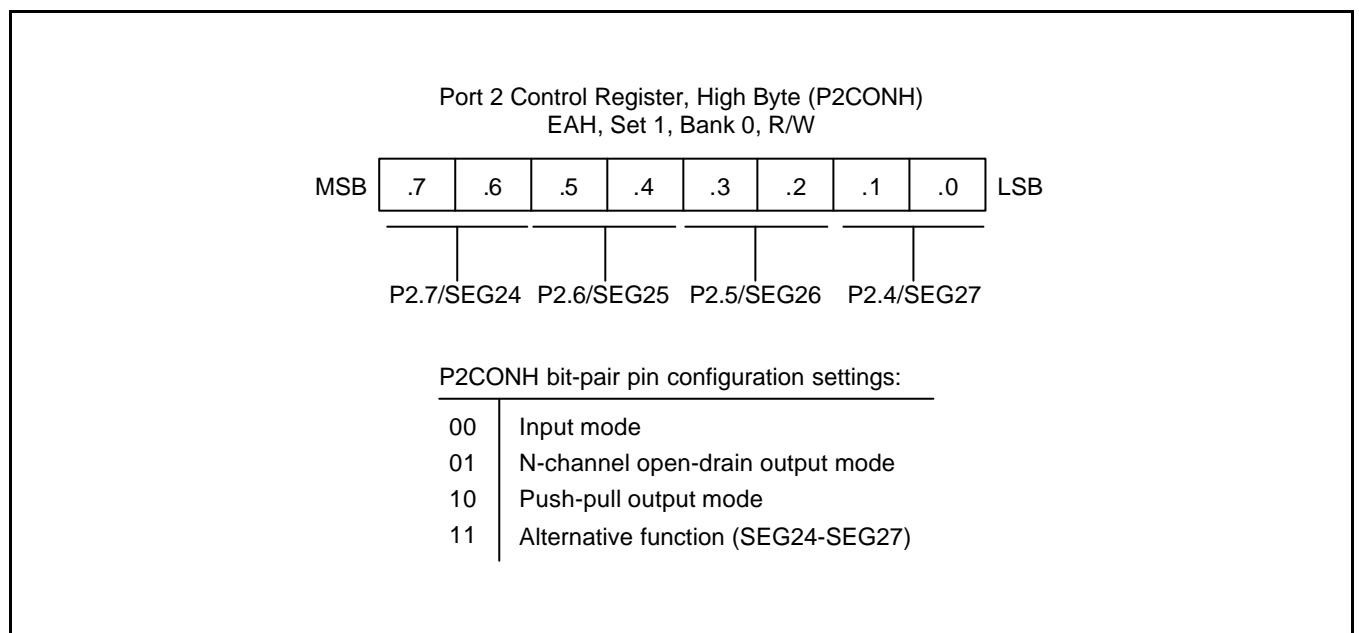 Port 2 Control Register, High Byte (P2CONH)
EAH, Set 1, Bank 0, R/W
MSB .7 .6 .5 .4 .3 .2 .1 .0 LSB
P2.7/SEG24 P2.6/SEG25 P2.5/SEG26 P2.4/SEG27
P2CONH bit-pair pin configuration settings:
00 Input mode
01 N-channel open-drain output mode
10 Push-pull output mode
11 Alternative function (SEG24-SEG27)